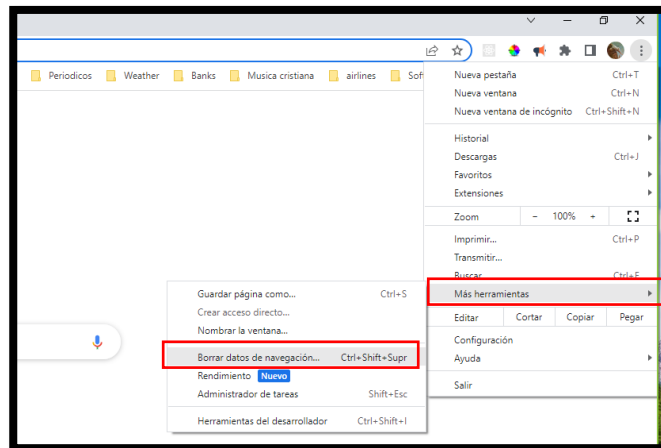 Periodicos Weather Banks Musica cristiana airlines Sof
Nueva pestaña Ctrl+T
Nueva ventana Ctrl+N
Nueva ventana de incógnito Ctrl+Shift+N
Historial
Descargas Ctrl+J
Favoritos
Extensiones
Zoom - 100% +
Imprimir... Ctrl+P
Transmitir...
Buscar... Ctrl+F
Más herramientas
Editar Cortar Copiar Pegar
Configuración
Ayuda
Salir
Guardar página como... Ctrl+S
Crear acceso directo...
Nombrar la ventana...
Borrar datos de navegación... Ctrl+Shift+Supr
Rendimiento Nuevo
Administrador de tareas Shift+Esc
Herramientas del desarrollador Ctrl+Shift+I